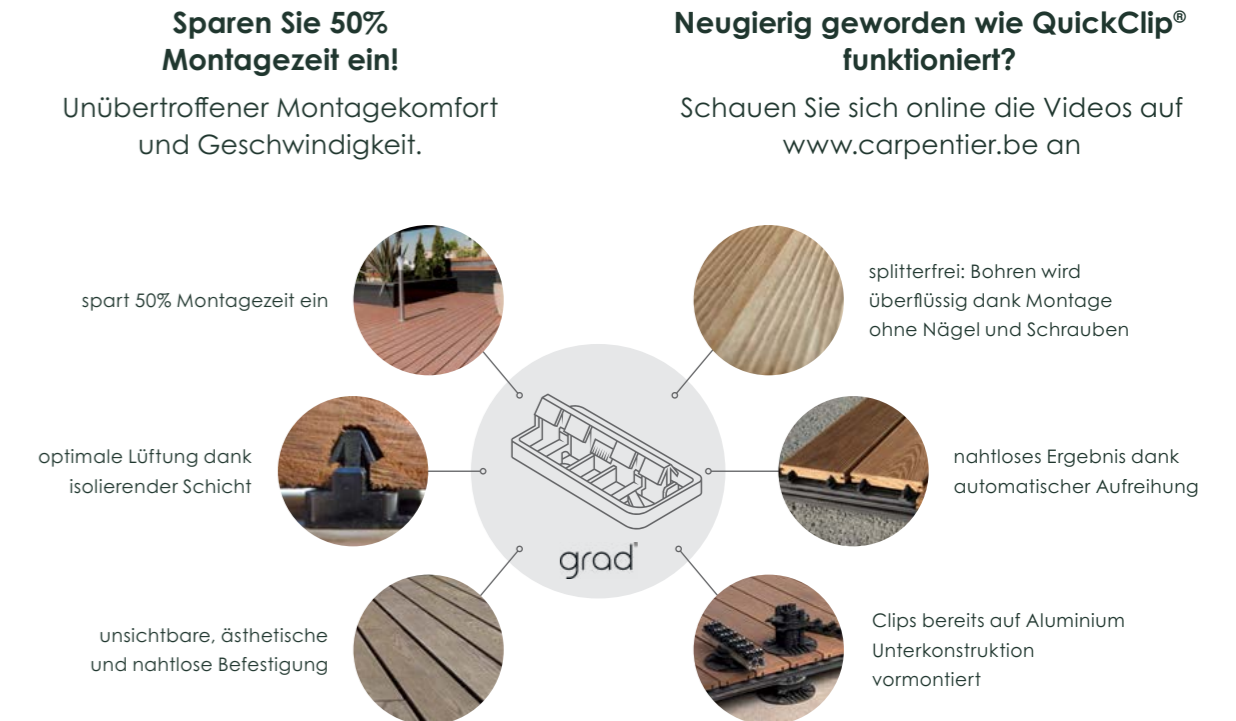 Sparen Sie 50%
Montagezeit ein!
Unübertroffener Montagekomfort
und Geschwindigkeit.
Neugierig geworden wie QuickClip®
funktioniert?
Schauen Sie sich online die Videos auf
www.carpentier.be an
spart 50% Montagezeit ein
splitterfrei: Bohren wird
überflüssig dank Montage
ohne Nägel und Schrauben
optimale Lüftung dank
isolierender Schicht
nahtloses Ergebnis dank
automatischer Aufreihung
grad®
unsichtbare, ästhetische
und nahtlose Befestigung
Clips bereits auf Aluminium
Unterkonstruktion
vormontiert